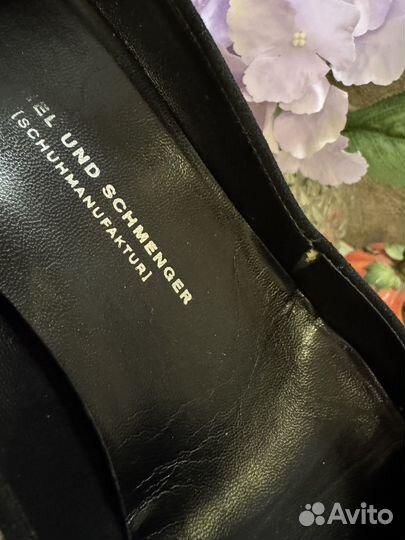 EL UND SCHMENGER
[SCHUHMANUFAKTUR]
Avito